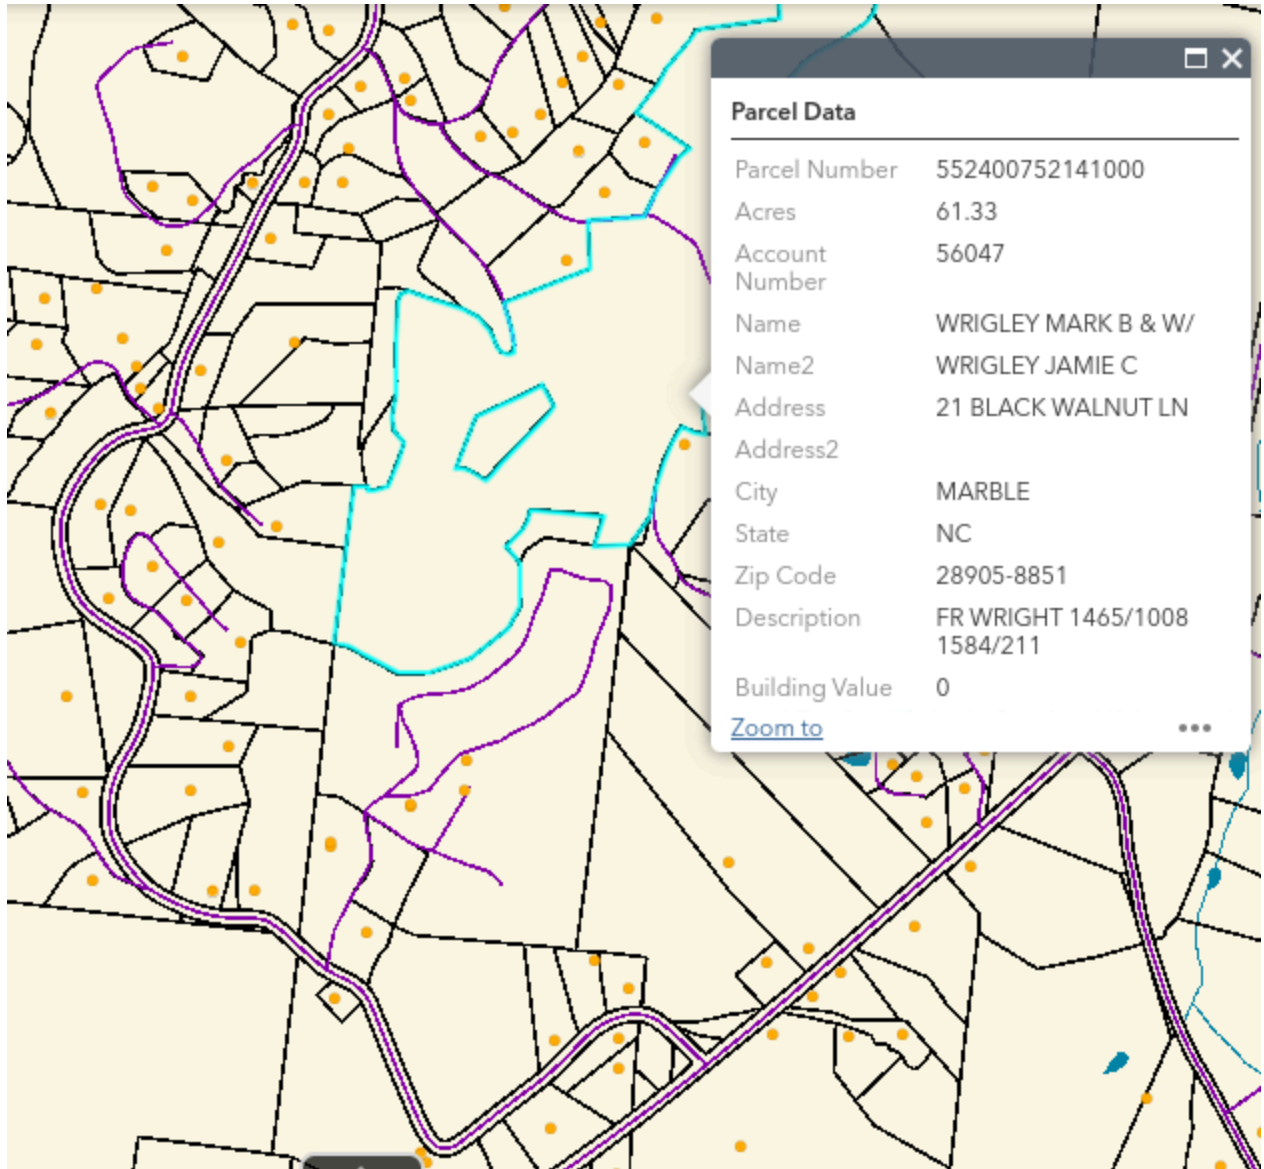 Parcel Data
Parcel Number 552400752141000
Acres 61.33
Account 56047
Number
Name WRIGLEY MARK B & W/
Name2 WRIGLEY JAMIE C
Address 21 BLACK WALNUT LN
Address2
City MARBLE
State NC
Zip Code 28905-8851
Description FR WRIGHT 1465/1008
1584/211
Building Value 0
Zoom to